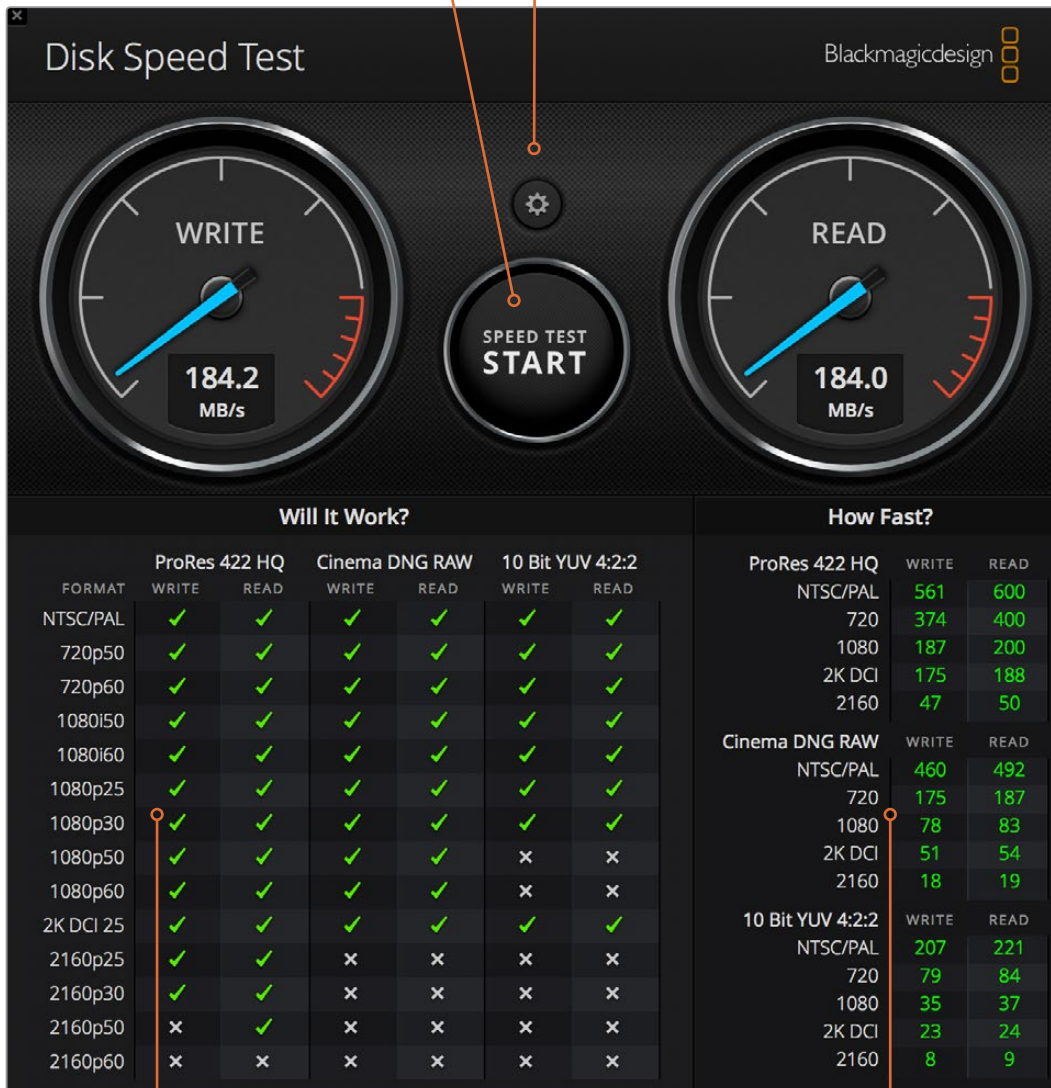 Disk Speed Test
Blackmagicdesign
WRITE
184.2
MB/s
SPEED TEST
START
READ
184.0
MB/s
Will It Work?
ProRes 422 HQ Cinema DNG RAW 10 Bit YUV 4:2:2
FORMAT WRITE READ WRITE READ WRITE READ
NTSC/PAL ✓ ✓ ✓ ✓ ✓ ✓
720p50 ✓ ✓ ✓ ✓ ✓ ✓
720p60 ✓ ✓ ✓ ✓ ✓ ✓
1080i50 ✓ ✓ ✓ ✓ ✓ ✓
1080i60 ✓ ✓ ✓ ✓ ✓ ✓
1080p25 ✓ ✓ ✓ ✓ ✓ ✓
1080p30 ✓ ✓ ✓ ✓ ✓ ✓
1080p50 ✓ ✓ ✓ ✓ × ×
1080p60 ✓ ✓ ✓ ✓ × ×
2K DCI 25 ✓ ✓ ✓ ✓ ✓ ✓
2160p25 ✓ ✓ × × × ×
2160p30 ✓ ✓ × × × ×
2160p50 × ✓ × × × ×
2160p60 × × × × × ×
How Fast?
ProRes 422 HQ WRITE READ
NTSC/PAL 561 600
720 374 400
1080 187 200
2K DCI 175 188
2160 47 50
Cinema DNG RAW WRITE READ
NTSC/PAL 460 492
720 175 187
1080 78 83
2K DCI 51 54
2160 18 19
10 Bit YUV 4:2:2 WRITE READ
NTSC/PAL 207 221
720 79 84
1080 35 37
2K DCI 23 24
2160 8 9